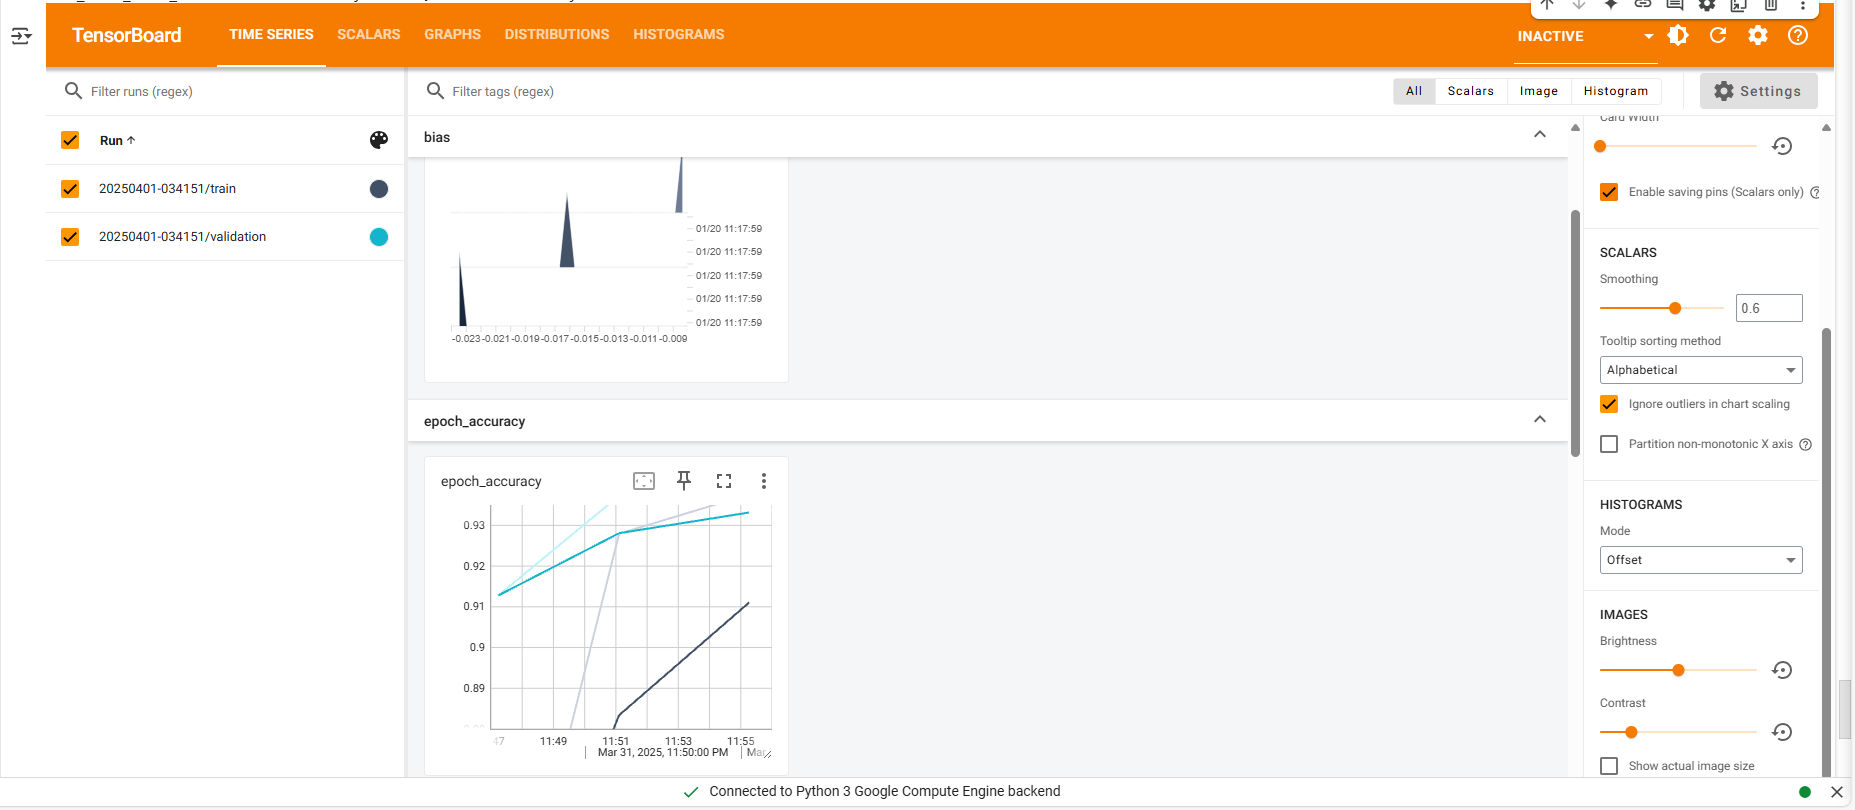 TensorBoard
TIME SERIES
SCALARS
GRAPHS
DISTRIBUTIONS
HISTOGRAMS
INACTIVE
Filter runs (regex)
Filter tags (regex)
All
Scalars
Image
Histogram
Settings
Run
20250401-034151/train
20250401-034151/validation
bias
01/20 11:17:59
01/20 11:17:59
01/20 11:17:59
01/20 11:17:59
01/20 11:17:59
-0.023 -0.021 -0.019 -0.017 -0.015 -0.013 -0.011 -0.009
epoch_accuracy
epoch_accuracy
0.93
0.92
0.91
0.9
0.89
47 11:49 11:51 11:53 11:55
Mar 31, 2025, 11:50:00 PM Mar
Card Width
Enable saving pins (Scalars only)
SCALARS
Smoothing
0.6
Tooltip sorting method
Alphabetical
Ignore outliers in chart scaling
Partition non-monotonic X axis
HISTOGRAMS
Mode
Offset
IMAGES
Brightness
Contrast
Show actual image size
Connected to Python 3 Google Compute Engine backend